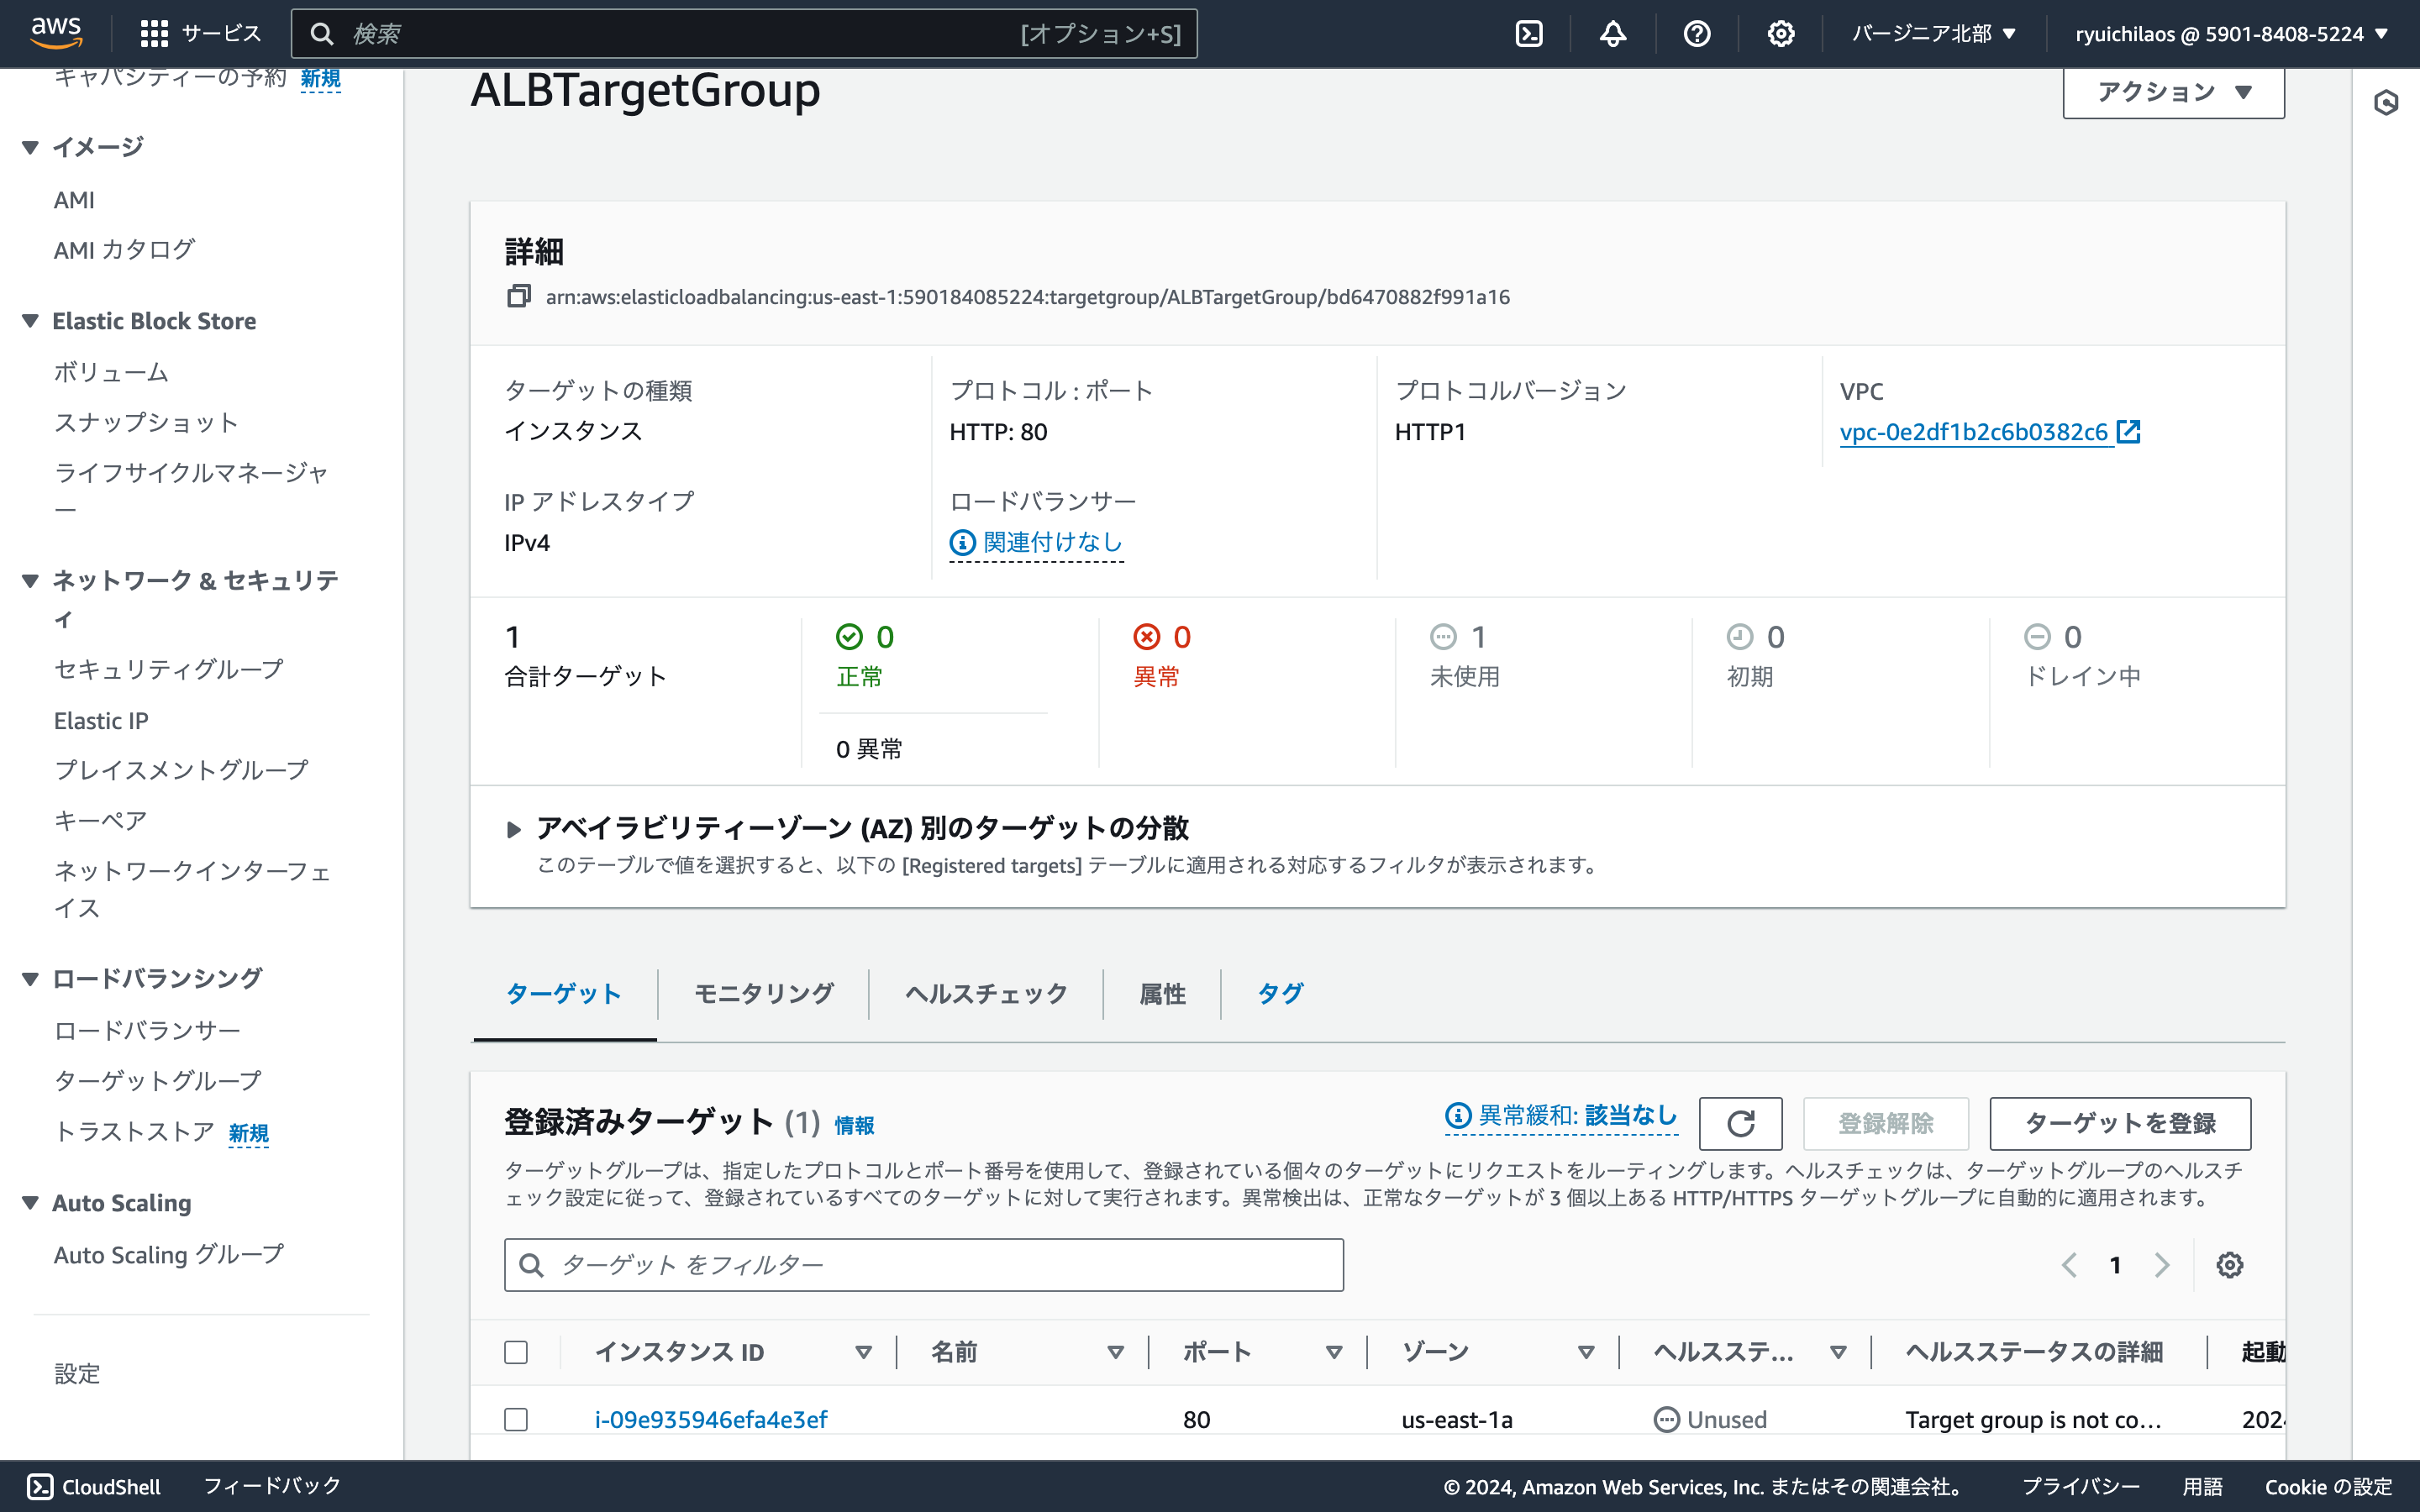 aws
サービス
検索
[オプション+S]
バージニア北部
ryuichilaos @ 5901-8408-5224
キャパシティーの予約 新規
イメージ
AMI
AMI カタログ
Elastic Block Store
ボリューム
スナップショット
ライフサイクルマネージャ
ー
ネットワーク & セキュリテ
ィ
セキュリティグループ
Elastic IP
プレイスメントグループ
キーペア
ネットワークインターフェ
イス
ロードバランシング
ロードバランサー
ターゲットグループ
トラストストア 新規
Auto Scaling
Auto Scaling グループ
設定
ALBTargetGroup
アクション
詳細
arn:aws:elasticloadbalancing:us-east-1:590184085224:targetgroup/ALBTargetGroup/bd6470882f991a16
ターゲットの種類
インスタンス
プロトコル : ポート
HTTP: 80
プロトコルバージョン
HTTP1
VPC
vpc-0e2df1b2c6b0382c6
IP アドレスタイプ
IPv4
ロードバランサー
関連付けなし
1
合計ターゲット
0
正常
0 異常
0
異常
1
未使用
0
初期
0
ドレイン中
アベイラビリティーゾーン (AZ) 別のターゲットの分散
このテーブルで値を選択すると、以下の [Registered targets] テーブルに適用される対応するフィルタが表示されます。
ターゲット
モニタリング
ヘルスチェック
属性
タグ
登録済みターゲット (1) 情報
異常緩和: 該当なし
登録解除
ターゲットを登録
ターゲットグループは、指定したプロトコルとポート番号を使用して、登録されている個々のターゲットにリクエストをルーティングします。ヘルスチェックは、ターゲットグループのヘルスチ
ェック設定に従って、登録されているすべてのターゲットに対して実行されます。異常検出は、正常なターゲットが 3 個以上ある HTTP/HTTPS ターゲットグループに自動的に適用されます。
ターゲット をフィルター
1
インスタンス ID
名前
ポート
ゾーン
ヘルスステ...
ヘルスステータスの詳細
起動
i-09e935946efa4e3ef
80
us-east-1a
Unused
Target group is not co...
202
CloudShell
フィードバック
© 2024, Amazon Web Services, Inc. またはその関連会社。
プライバシー
用語
Cookie の設定